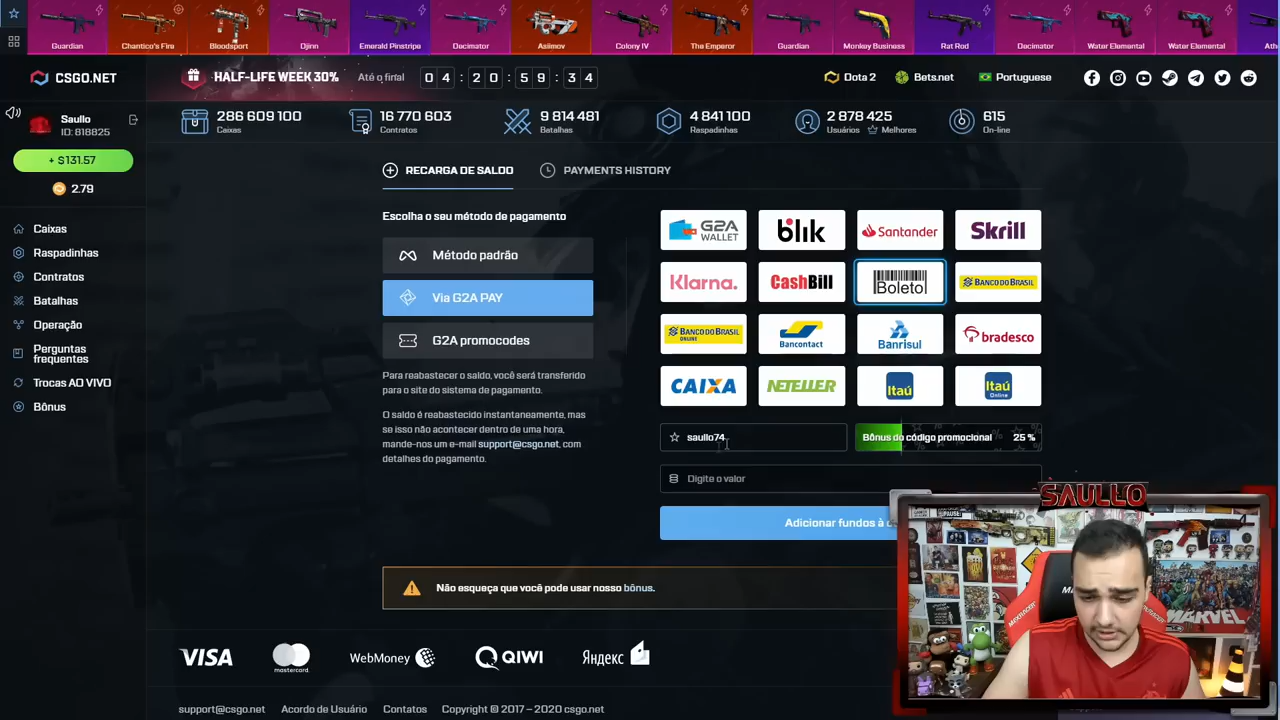 Guardian
Chantico's Fire
Bloodsport
Djinn
Emerald Pinstripe
Decimator
Asiimov
Colony IV
The Emperor
Guardian
Monkey Business
Rat Rod
Decimator
Water Elemental
Water Elemental
Ath
CSGO.NET
HALF-LIFE WEEK 30%
Até o firal
04:20:59:34
Dota 2
Bets.net
Portuguese
Saullo
ID: 818825
+ $131.57
2.79
286 609 100
Caixas
16 770 603
Contratos
9 814 481
Batalhas
4 841 100
Raspadinhas
2 878 425
Usuários Melhores
615
On-line
Caixas
Raspadinhas
Contratos
Batalhas
Operação
Perguntas
frequentes
Trocas AO VIVO
Bônus
RECARGA DE SALDO
PAYMENTS HISTORY
Escolha o seu método de pagamento
Método padrão
Via G2A PAY
G2A promocodes
Para reabastecer o saldo, você será transferido
para o site do sistema de pagamento.
O saldo é reabastecido instantaneamente, mas
se isso não acontecer dentro de uma hora,
mande-nos um e-mail support@csgo.net, com
detalhes do pagamento.
G2A
WALLET
blik
Santander
Skrill
Klarna.
CashBill
Boleto
BANCO DO BRASIL
BANCO DO BRASIL
ONLINE
Bancontact
Banrisul
bradesco
CAIXA
NETELLER
Itaú
Itaú
Online
saullo74
Bônus do código promocional 25 %
Digite o valor
Adicionar fundos à c
Não esqueça que você pode usar nosso bônus.
SAULLO
MARVEL
VISA
mastercard.
WebMoney
QIWI
Яндекс
support@csgo.net
Acordo de Usuário
Contatos
Copyright © 2017 – 2020 csgo.net